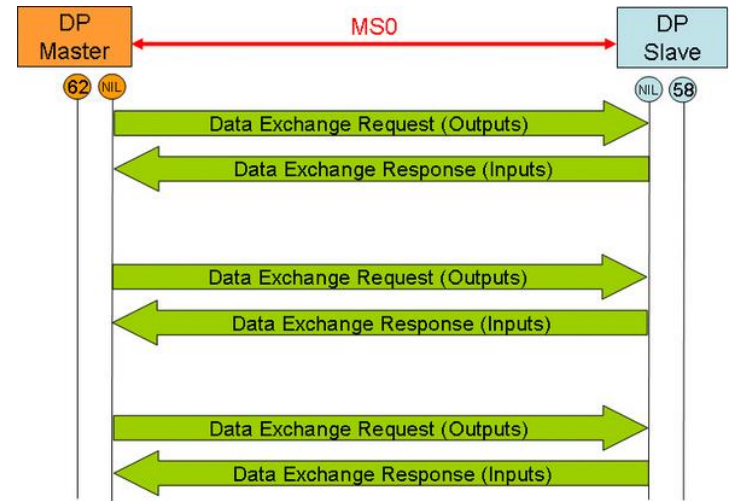 DP
Master
MS0
DP
Slave
62 NIL
NIL 58
Data Exchange Request (Outputs)
Data Exchange Response (Inputs)
Data Exchange Request (Outputs)
Data Exchange Response (Inputs)
Data Exchange Request (Outputs)
Data Exchange Response (Inputs)